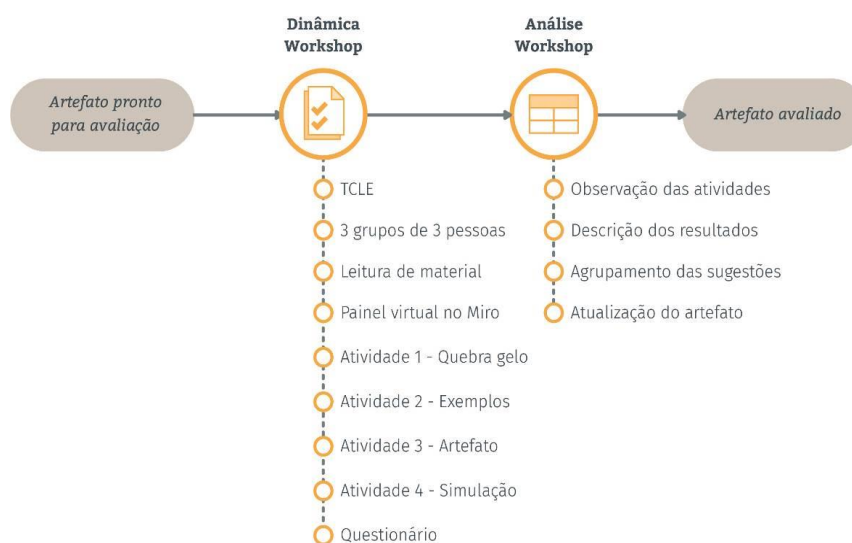 Dinâmica
Workshop
Análise
Workshop
Artefato pronto
para avaliação
Artefato avaliado
TCLE
3 grupos de 3 pessoas
Leitura de material
Painel virtual no Miro
Atividade 1 - Quebra gelo
Atividade 2 - Exemplos
Atividade 3 - Artefato
Atividade 4 - Simulação
Questionário
Observação das atividades
Descrição dos resultados
Agrupamento das sugestões
Atualização do artefato